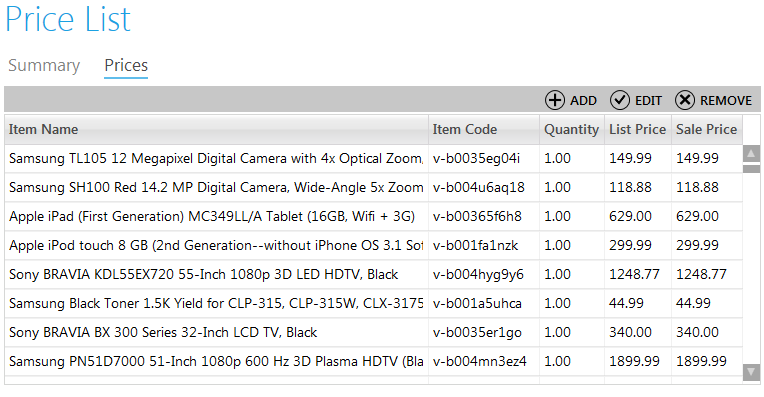 Price List
Summary Prices
ADD EDIT REMOVE
Item Name Item Code Quantity List Price Sale Price
Samsung TL105 12 Megapixel Digital Camera with 4x Optical Zoom, v-b0035eg04i 1.00 149.99 149.99
Samsung SH100 Red 14.2 MP Digital Camera, Wide-Angle 5x Zoom v-b004u6aq18 1.00 118.88 118.88
Apple iPad (First Generation) MC349LL/A Tablet (16GB, Wifi + 3G) v-b00365f6h8 1.00 629.00 629.00
Apple iPod touch 8 GB (2nd Generation--without iPhone OS 3.1 Sof v-b001fa1nzk 1.00 299.99 299.99
Sony BRAVIA KDL55EX720 55-Inch 1080p 3D LED HDTV, Black v-b004hyg9y6 1.00 1248.77 1248.77
Samsung Black Toner 1.5K Yield for CLP-315, CLP-315W, CLX-3175 v-b001a5uhca 1.00 44.99 44.99
Sony BRAVIA BX 300 Series 32-Inch LCD TV, Black v-b0035er1go 1.00 340.00 340.00
Samsung PN51D7000 51-Inch 1080p 600 Hz 3D Plasma HDTV (Bla v-b004mn3ez4 1.00 1899.99 1899.99